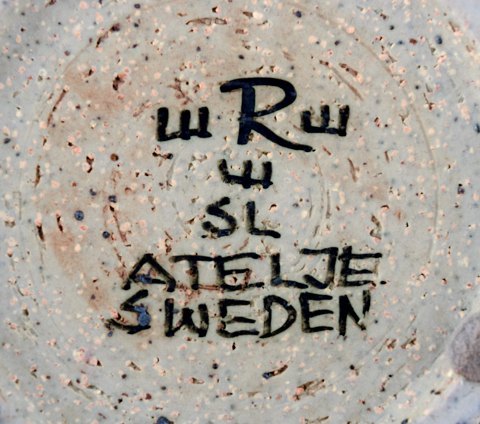 ш R ш
ш
SL
ATELJE
SWEDEN